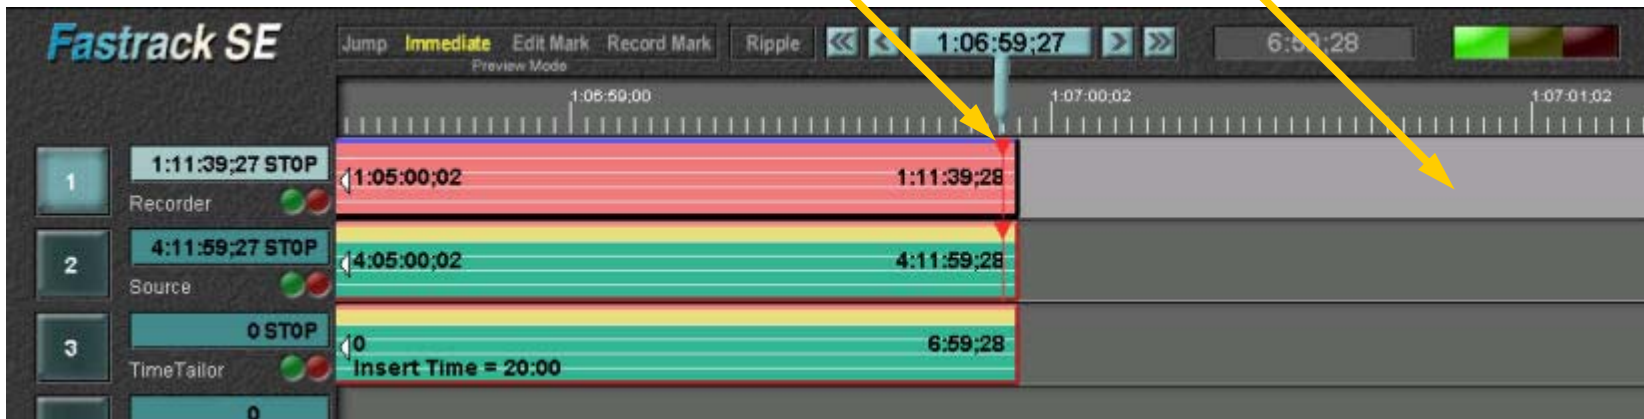 Fastrack SE
Jump Immediate Edit Mark Record Mark Ripple 1:06:59;27 6:59;28
Preview Mode
1:06:59;00 1:07:00;02 1:07:01;02
1 1:11:39;27 STOP 1:05:00;02 1:11:39;28
Recorder
2 4:11:59;27 STOP 4:05:00;02 4:11:59;28
Source
3 0 STOP 0 6:59;28
TimeTailor Insert Time = 20:00
0